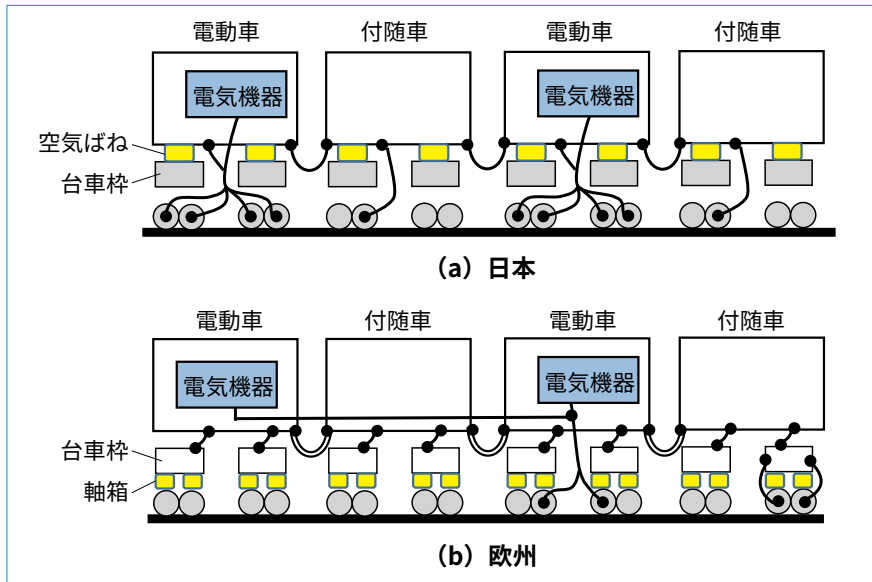 電動車 付随車 電動車 付随車
電気機器 電気機器
空気ばね
台車枠
（a）日本
電動車 付随車 電動車 付随車
電気機器 電気機器
台車枠
軸箱
（b）欧州